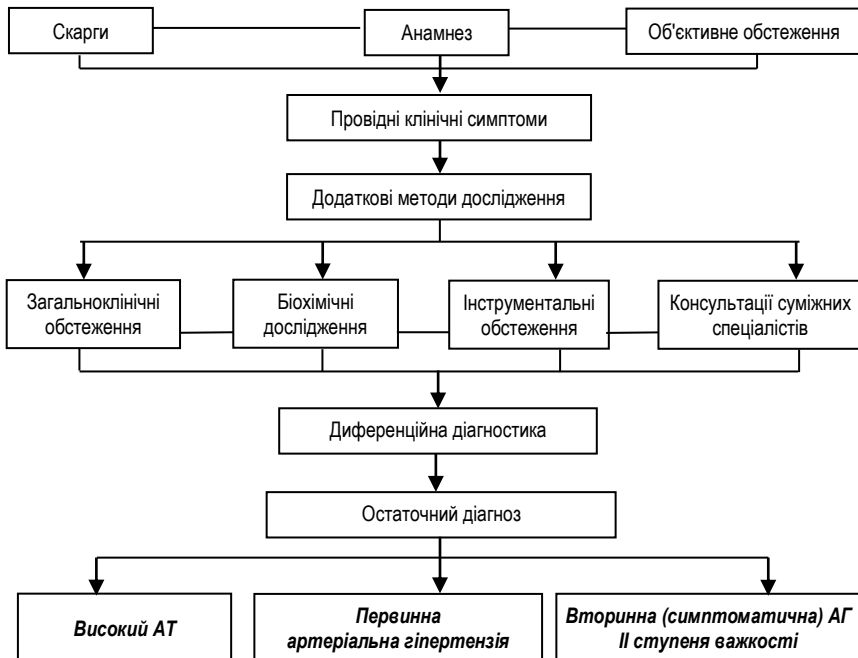 Скарги
Анамнез
Об'єктивне обстеження
Провідні клінічні симптоми
Додаткові методи дослідження
Загальноклінічні
обстеження
Біохімічні
дослідження
Інструментальні
обстеження
Консультації суміжних
спеціалістів
Диференційна діагностика
Остаточний діагноз
Високий АТ
Первинна
артеріальна гіпертензія
Вторинна (симптоматична) АГ
ІІ ступеня важкості